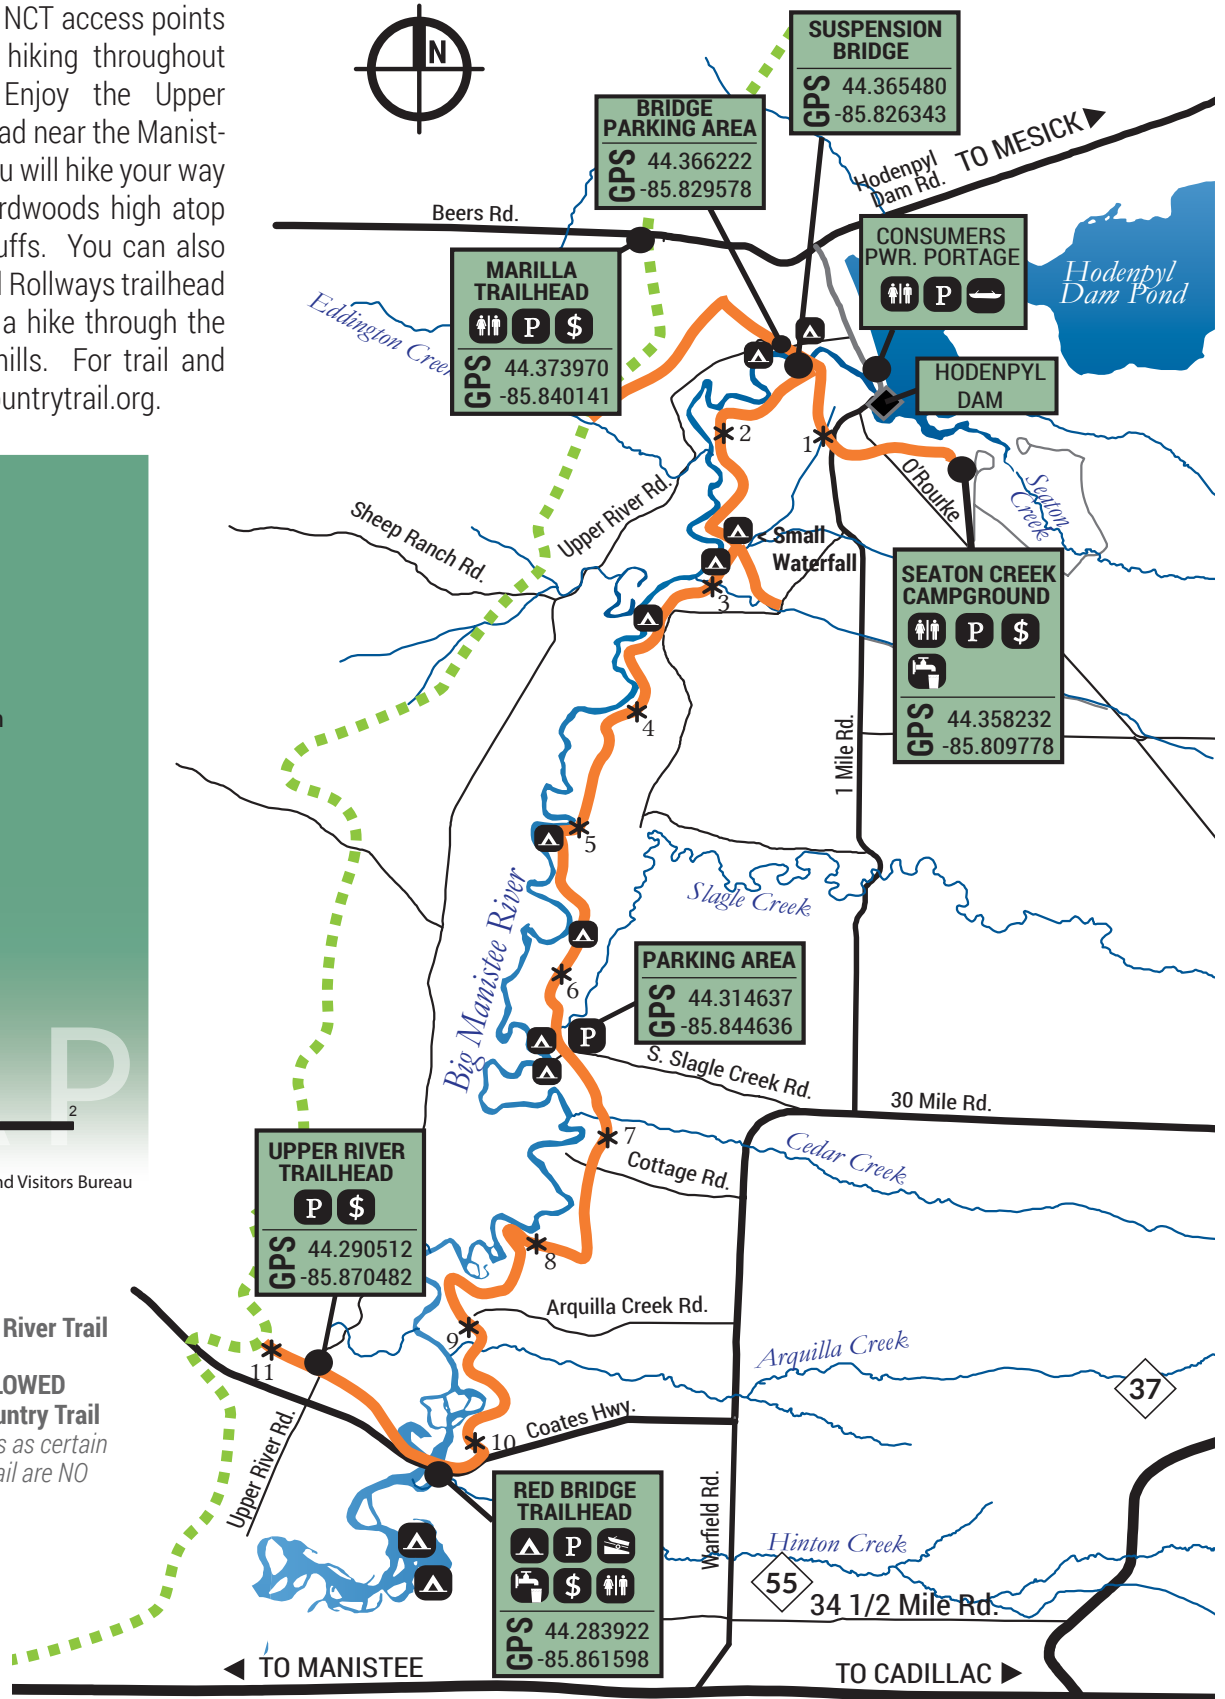 NCT access points
hiking throughout
Enjoy the Upper
ad near the Manist-
u will hike your way
rdwoods high atop
uffs. You can also
l Rollways trailhead
a hike through the
hills. For trail and
ountrytrail.org.
N
SUSPENSION
BRIDGE
GPS
44.365480
-85.826343
BRIDGE
PARKING AREA
GPS
44.366222
-85.829578
TO MESICK
Hodenpyl
Dam Rd.
Beers Rd.
CONSUMERS
PWR. PORTAGE
P
Hodenpyl
Dam Pond
MARILLA
TRAILHEAD
P $
GPS
44.373970
-85.840141
Eddington Creek
HODENPYL
DAM
2
1
O'Rourke
Seaton
Creek
Upper River Rd.
Sheep Ranch Rd.
< Small
Waterfall
3
SEATON CREEK
CAMPGROUND
P $
GPS
44.358232
-85.809778
4
1 Mile Rd.
5
Slagle Creek
Big Manistee River
6
PARKING AREA
GPS
44.314637
-85.844636
P
S. Slagle Creek Rd.
30 Mile Rd.
AP
2
nd Visitors Bureau
7
Cedar Creek
Cottage Rd.
UPPER RIVER
TRAILHEAD
P $
GPS
44.290512
-85.870482
8
Arquilla Creek Rd.
9
River Trail
11
Arquilla Creek
LOWED
untry Trail
s as certain
ail are NO
37
Coates Hwy.
10
Upper River Rd.
RED BRIDGE
TRAILHEAD
P
$
GPS
44.283922
-85.861598
Warfield Rd.
Hinton Creek
55
34 1/2 Mile Rd.
TO MANISTEE
TO CADILLAC